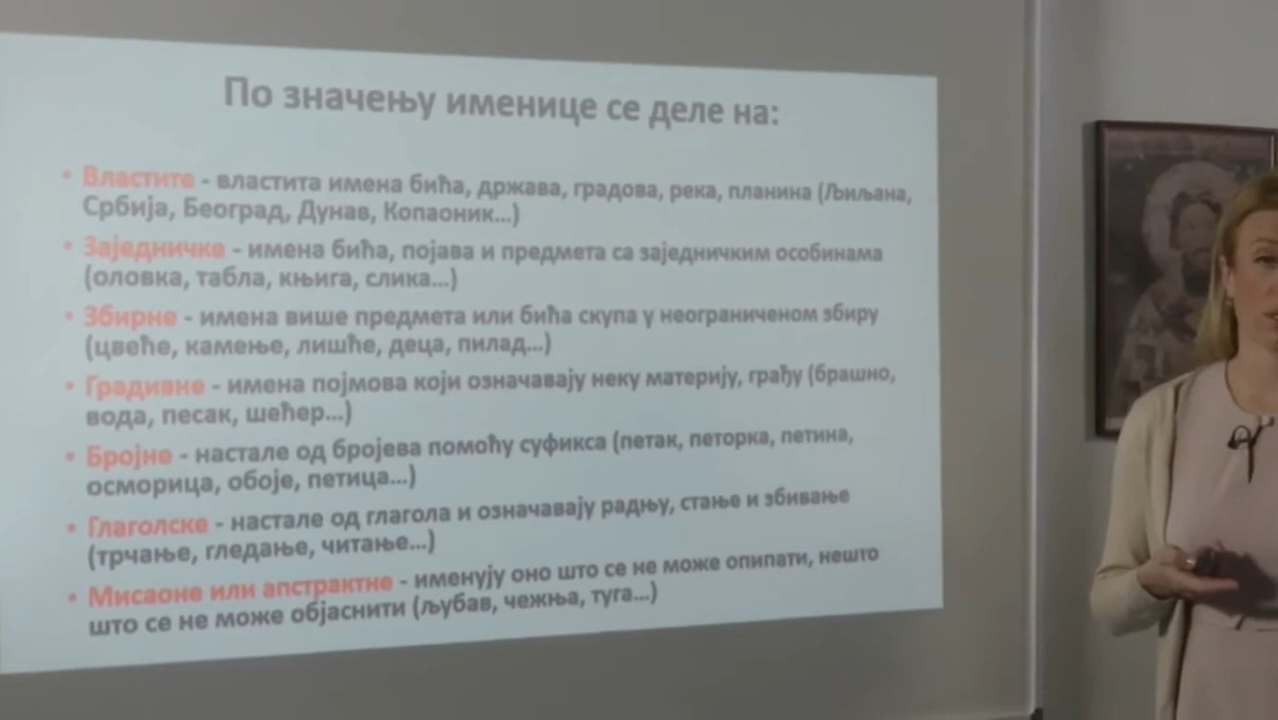 По значењу именице се деле на:
• Властите - властита имена бића, држава, градова, река, планина (Љиљана,
Србија, Београд, Дунав, Копаоник...)
• Заједничке - имена бића, појава и предмета са заједничким особинама
(оловка, табла, књига, слика...)
• Збирне - имена више предмета или бића скупа у неограниченом збиру
(цвеће, камење, лишће, деца, пилад...)
• Градивне - имена појмова који означавају неку материју, грађу (брашно,
вода, песак, шећер...)
• Бројне - настале од бројева помоћу суфикса (петак, петорка, петина,
осморица, обоје, петица...)
• Глаголске - настале од глагола и означавају радњу, стање и збивање
(трчање, гледање, читање...)
• Мисаоне или апстрактне - именују оно што се не може опипати, нешто
што се не може објаснити (љубав, чежња, туга...)